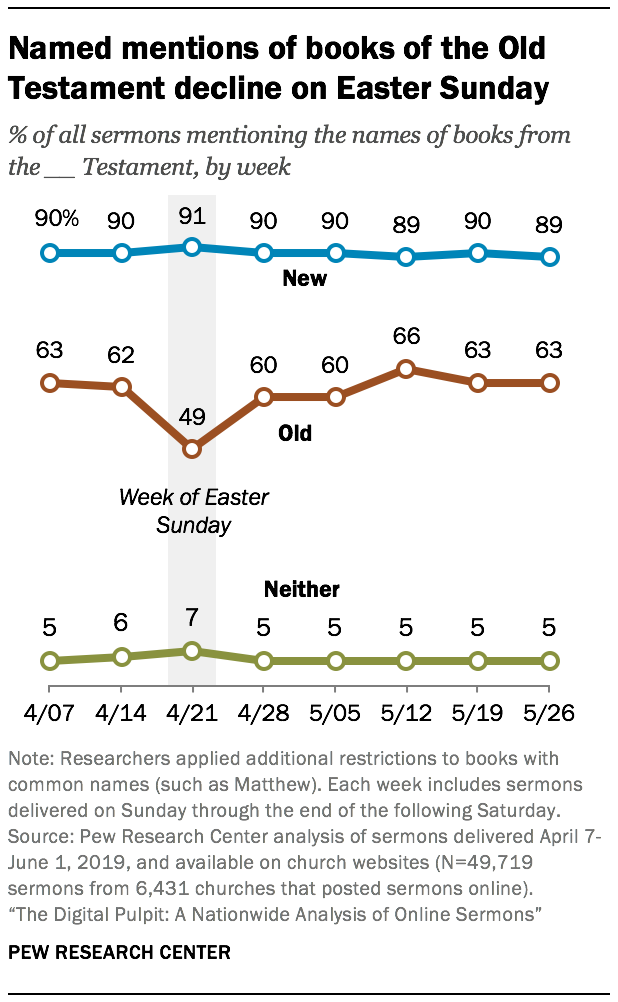 Named mentions of books of the Old
Testament decline on Easter Sunday
% of all sermons mentioning the names of books from
the __ Testament, by week
90% 90 91 90 90 89 90 89
New
63 62 49 60 60 66 63 63
Old
Week of Easter
Sunday
Neither
5 6 7 5 5 5 5 5
4/07 4/14 4/21 4/28 5/05 5/12 5/19 5/26
Note: Researchers applied additional restrictions to books with
common names (such as Matthew). Each week includes sermons
delivered on Sunday through the end of the following Saturday.
Source: Pew Research Center analysis of sermons delivered April 7-
June 1, 2019, and available on church websites (N=49,719
sermons from 6,431 churches that posted sermons online).
“The Digital Pulpit: A Nationwide Analysis of Online Sermons”
PEW RESEARCH CENTER